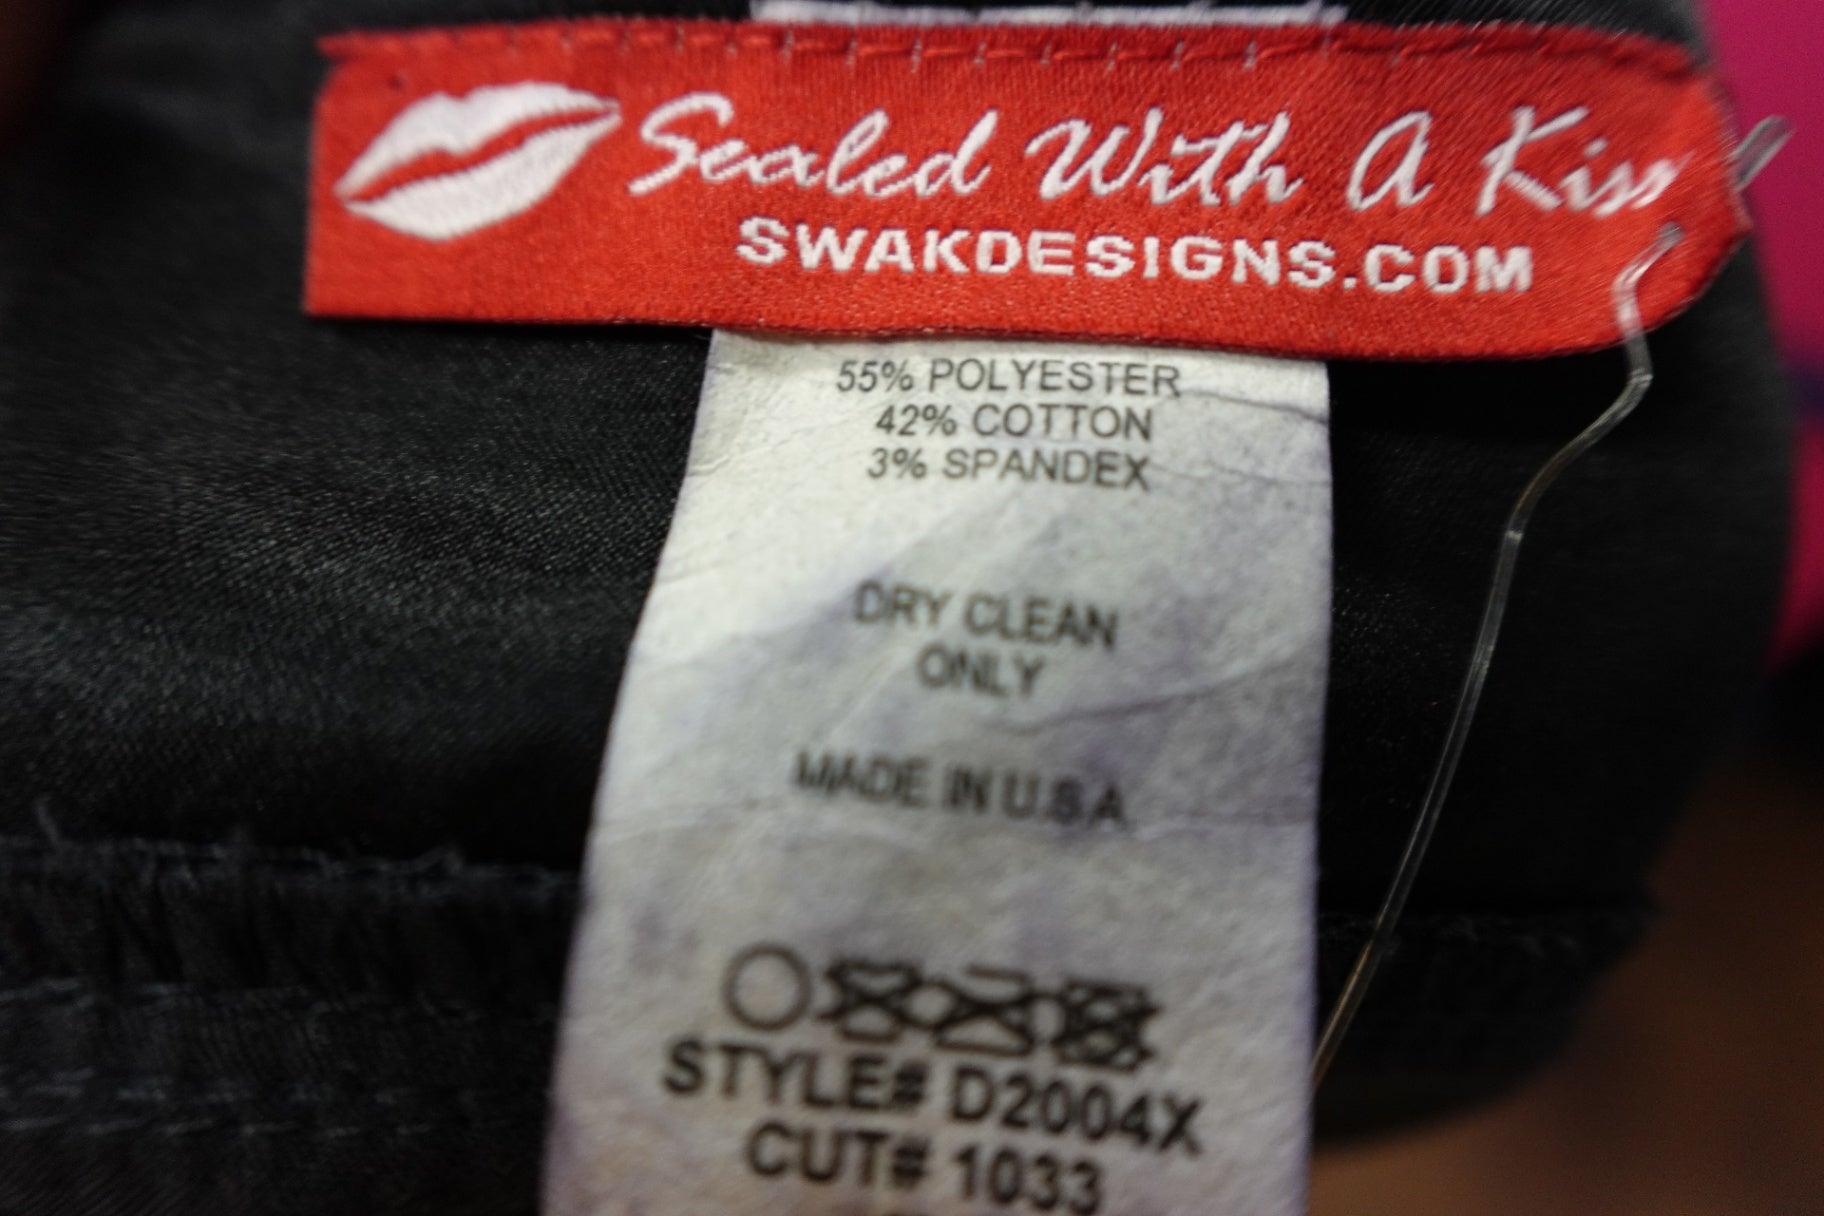 Sealed With A Kiss
SWAKDESIGNS.COM
55% POLYESTER
42% COTTON
3% SPANDEX
DRY CLEAN
ONLY
MADE IN U.S.A
STYLE# D2004X
CUT# 1033